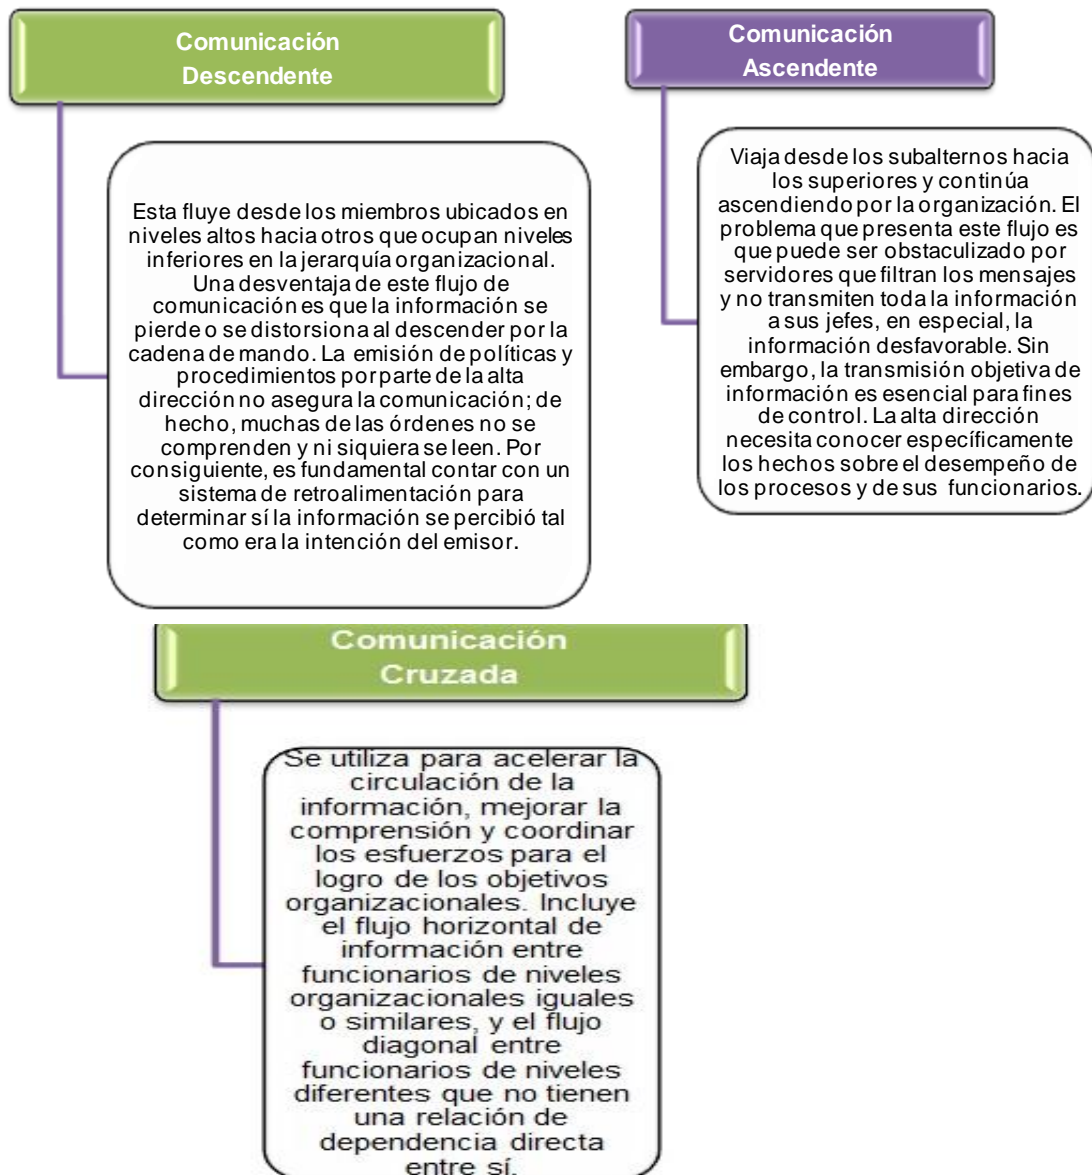 Comunicación
Descendente
Esta fluye desde los miembros ubicados en
niveles altos hacia otros que ocupan niveles
inferiores en la jerarquía organizacional.
Una desventaja de este flujo de
comunicación es que la información se
pierde o se distorsiona al descender por la
cadena de mando. La emisión de políticas y
procedimientos por parte de la alta
dirección no asegura la comunicación; de
hecho, muchas de las órdenes no se
comprenden y ni siquiera se leen. Por
consiguiente, es fundamental contar con un
sistema de retroalimentación para
determinar sí la información se percibió tal
como era la intención del emisor.
Comunicación
Ascendente
Viaja desde los subalternos hacia
los superiores y continúa
ascendiendo por la organización. El
problema que presenta este flujo es
que puede ser obstaculizado por
servidores que filtran los mensajes
y no transmiten toda la información
a sus jefes, en especial, la
información desfavorable. Sin
embargo, la transmisión objetiva de
información es esencial para fines
de control. La alta dirección
necesita conocer específicamente
los hechos sobre el desempeño de
los procesos y de sus funcionarios.
Comunicación
Cruzada
Se utiliza para acelerar la
circulación de la
información, mejorar la
comprensión y coordinar
los esfuerzos para el
logro de los objetivos
organizacionales. Incluye
el flujo horizontal de
información entre
funcionarios de niveles
organizacionales iguales
o similares, y el flujo
diagonal entre
funcionarios de niveles
diferentes que no tienen
una relación de
dependencia directa
entre sí.